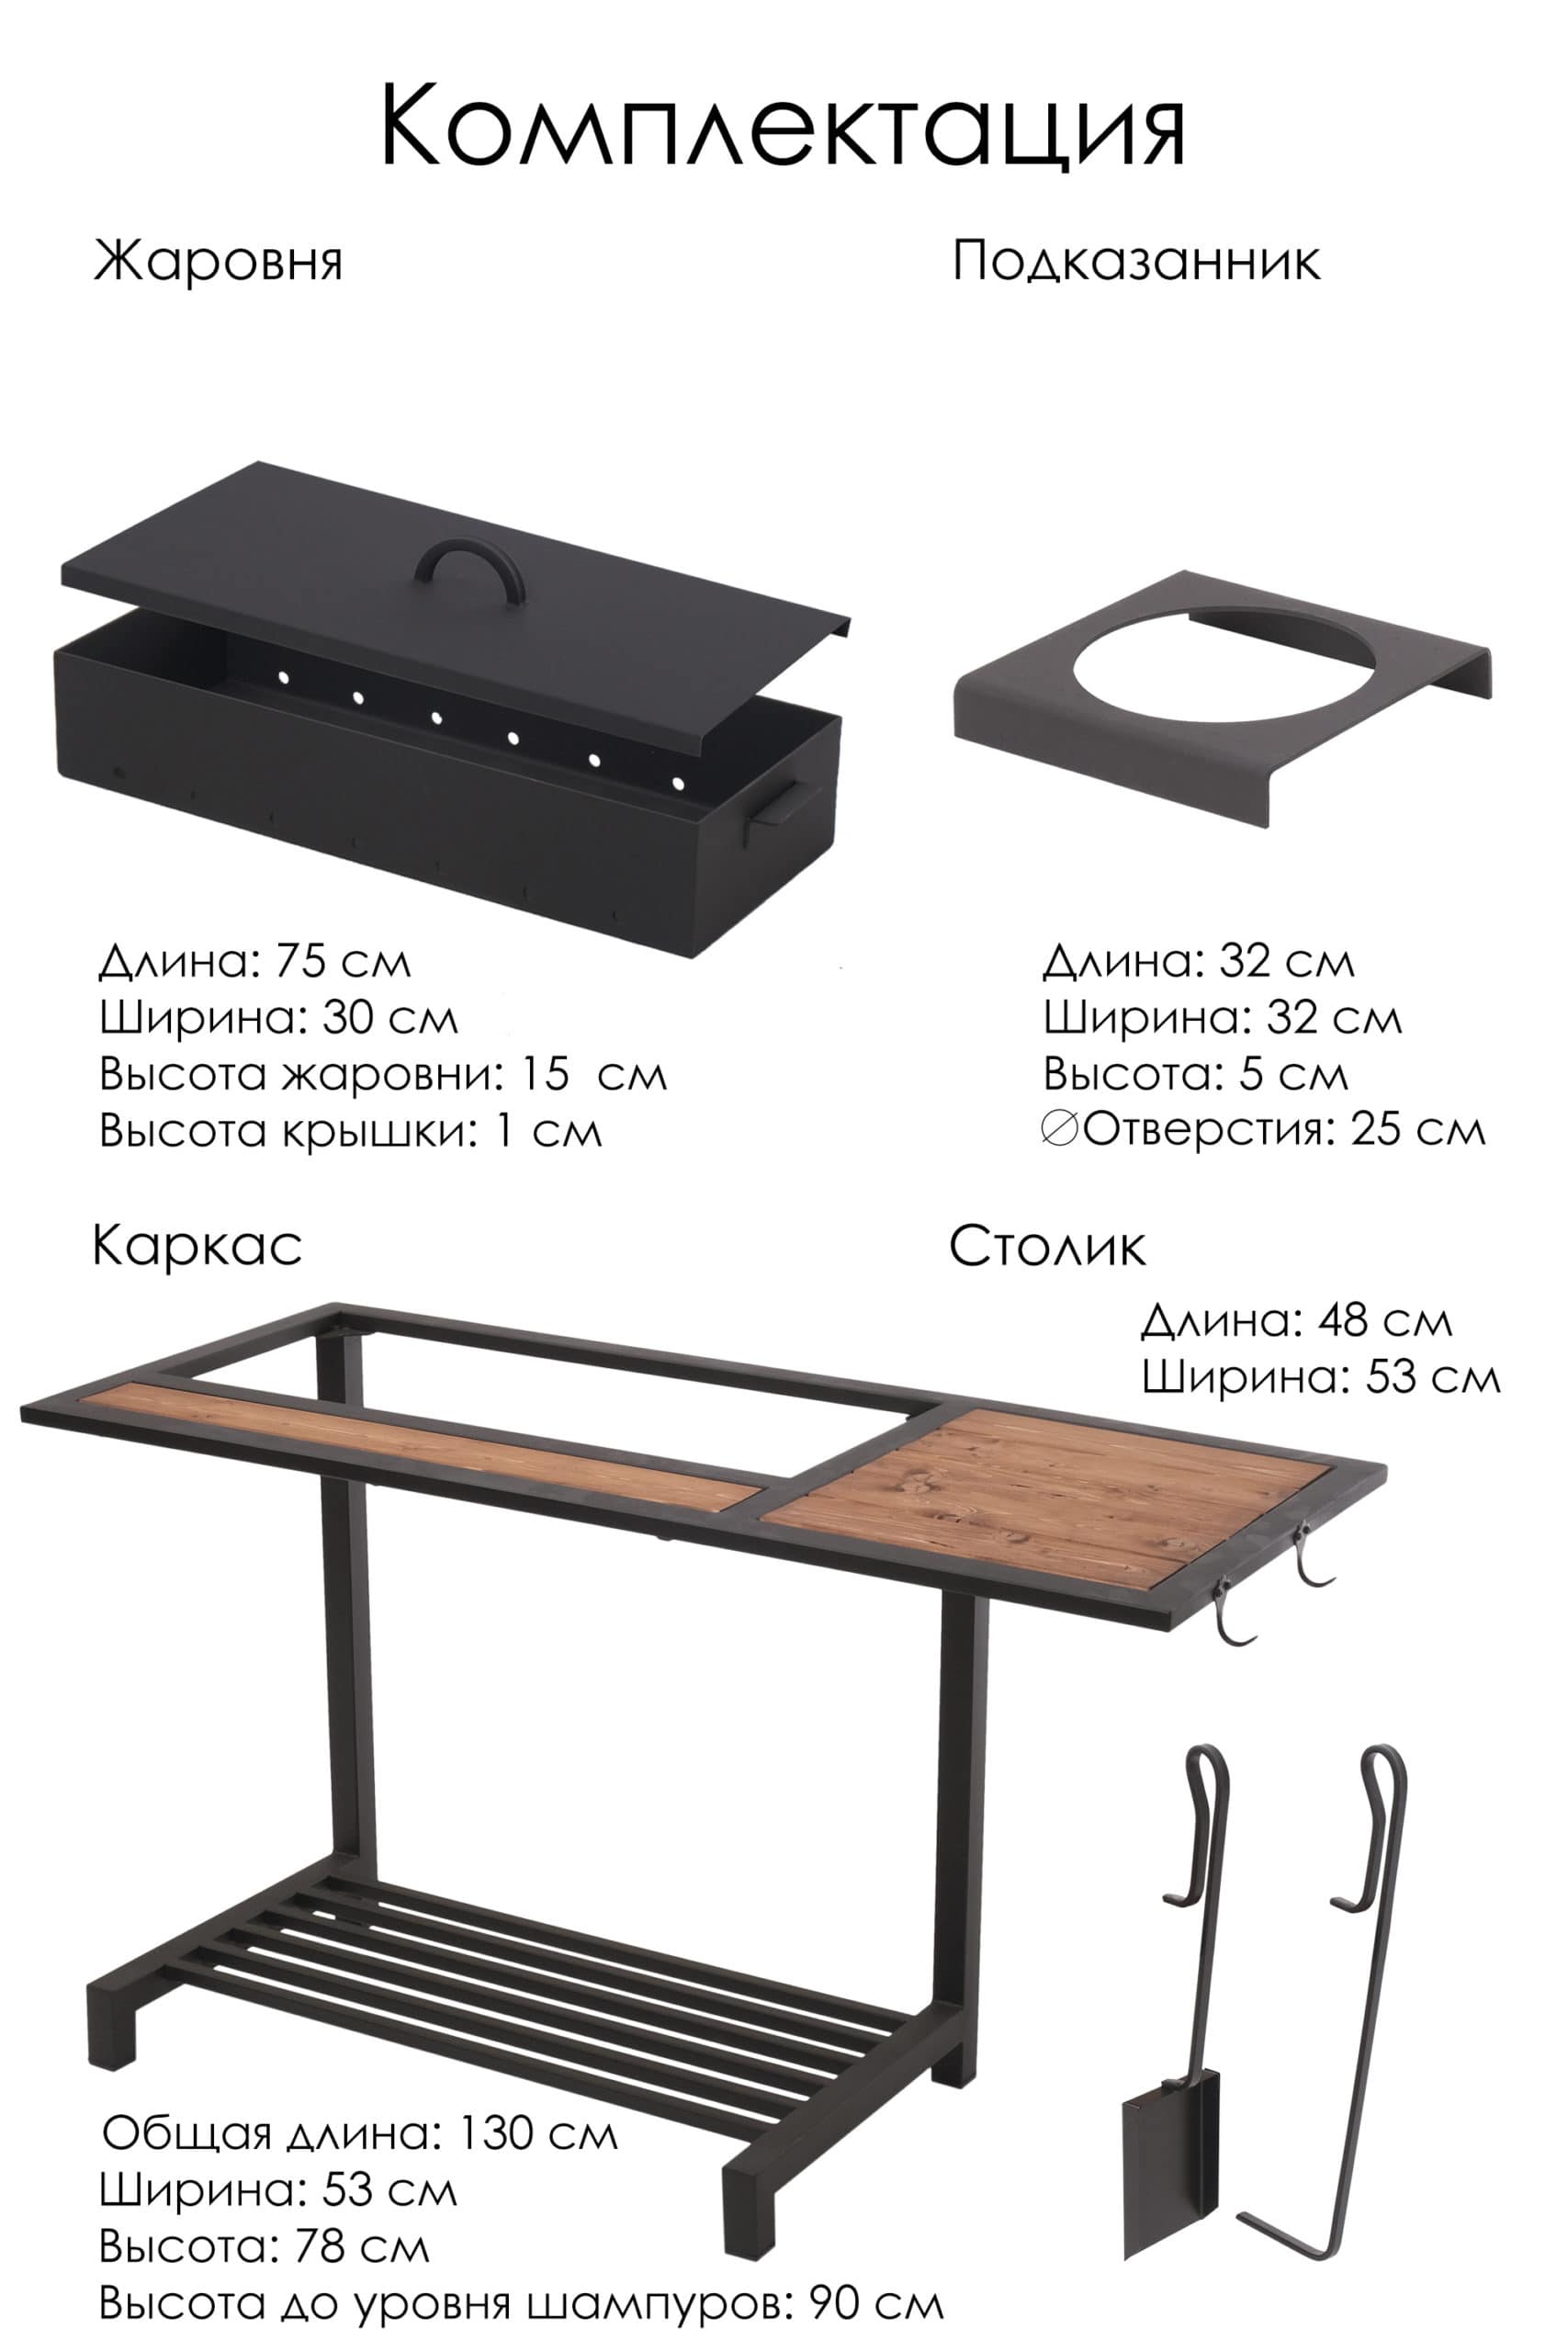 Комплектация
Жаровня
Подказанник
Длина: 75 см
Ширина: 30 см
Высота жаровни: 15 см
Высота крышки: 1 см
Длина: 32 см
Ширина: 32 см
Высота: 5 см
∅Отверстия: 25 см
Каркас
Столик
Длина: 48 см
Ширина: 53 см
Общая длина: 130 см
Ширина: 53 см
Высота: 78 см
Высота до уровня шампуров: 90 см